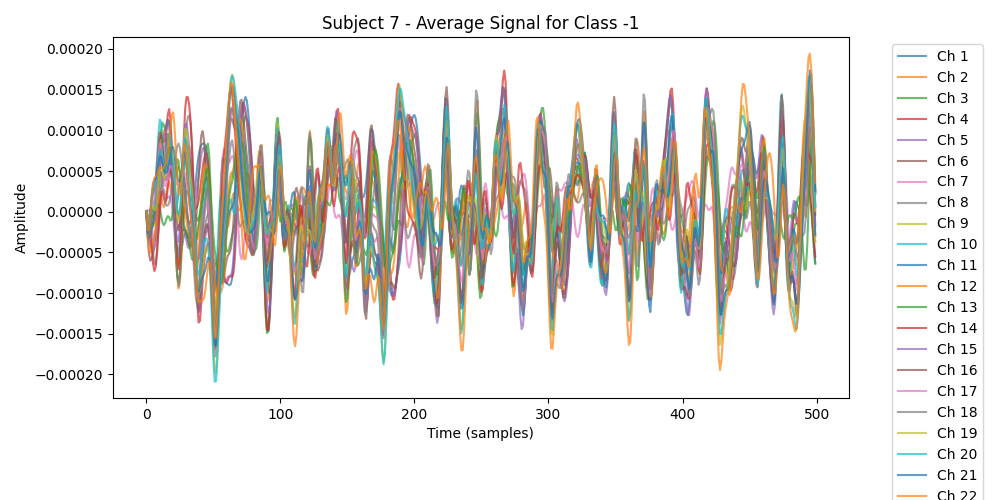 Subject 7 - Average Signal for Class -1
Amplitude
0.00020
0.00015
0.00010
0.00005
0.00000
−0.00005
−0.00010
−0.00015
−0.00020
0 100 200 300 400 500
Time (samples)
Ch 1
Ch 2
Ch 3
Ch 4
Ch 5
Ch 6
Ch 7
Ch 8
Ch 9
Ch 10
Ch 11
Ch 12
Ch 13
Ch 14
Ch 15
Ch 16
Ch 17
Ch 18
Ch 19
Ch 20
Ch 21
Ch 22